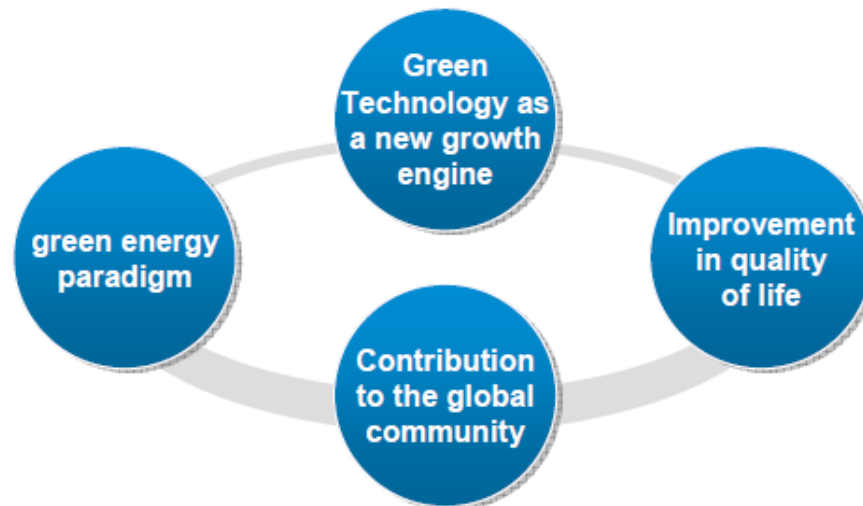 Green
Technology as
a new growth
engine
green energy
paradigm
Improvement
in quality
of life
Contribution
to the global
community